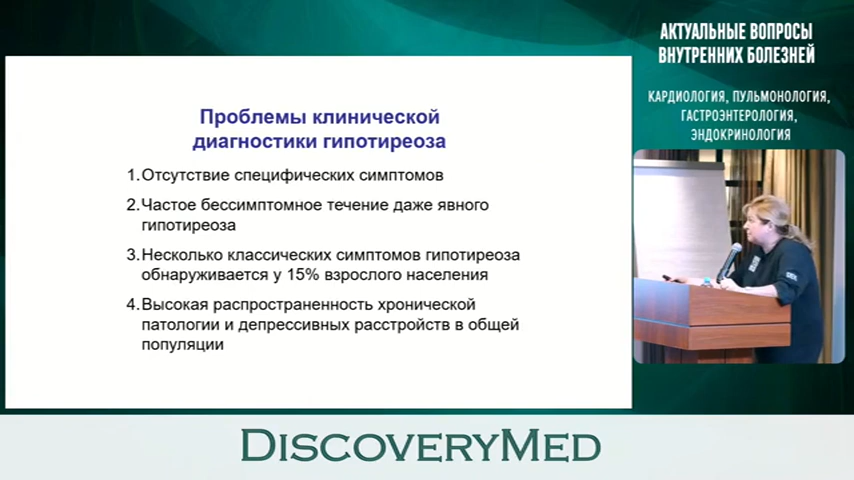 АКТУАЛЬНЫЕ ВОПРОСЫ
ВНУТРЕННИХ БОЛЕЗНЕЙ
КАРДИОЛОГИЯ, ПУЛЬМОНОЛОГИЯ,
ГАСТРОЭНТЕРОЛОГИЯ,
ЭНДОКРИНОЛОГИЯ
Проблемы клинической
диагностики гипотиреоза
1. Отсутствие специфических симптомов
2. Частое бессимптомное течение даже явного
гипотиреоза
3. Несколько классических симптомов гипотиреоза
обнаруживается у 15% взрослого населения
4. Высокая распространенность хронической
патологии и депрессивных расстройств в общей
популяции
DISCOVERYMED